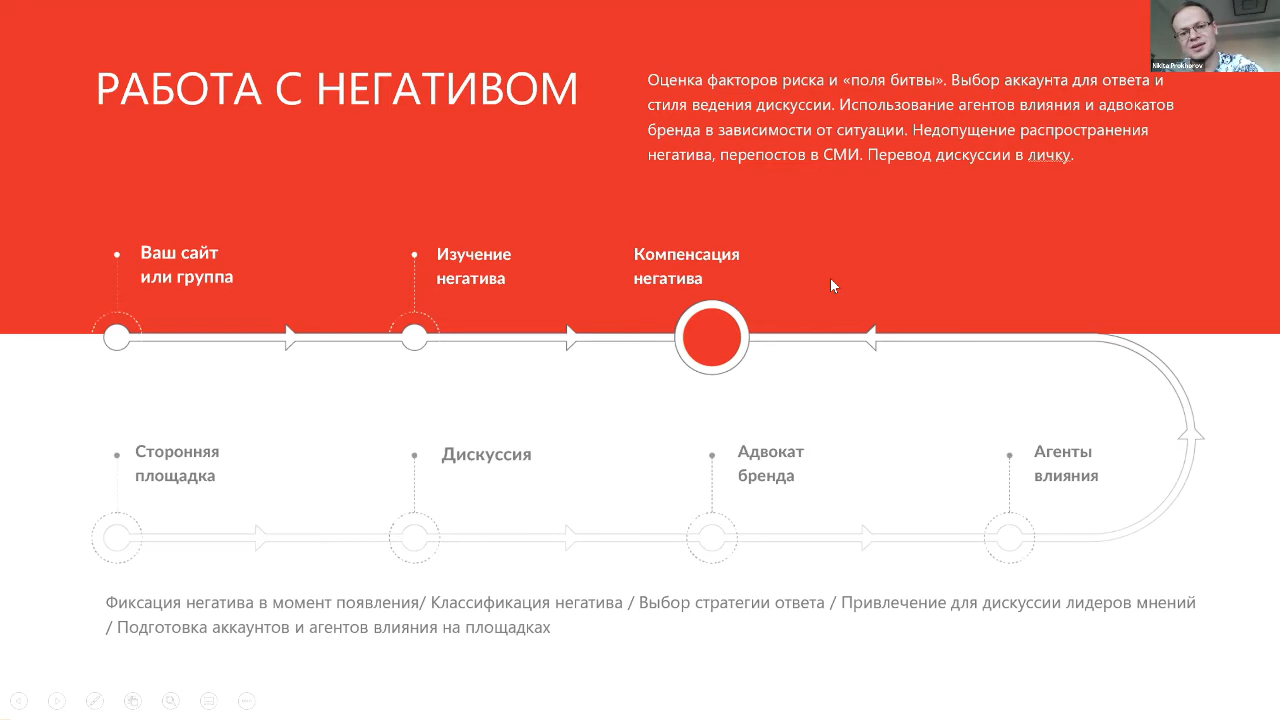 Nikita Prokhorov
РАБОТА С НЕГАТИВОМ
Оценка факторов риска и «поля битвы». Выбор аккаунта для ответа и
стиля ведения дискуссии. Использование агентов влияния и адвокатов
бренда в зависимости от ситуации. Недопущение распространения
негатива, перепостов в СМИ. Перевод дискуссии в личку.
Ваш сайт
или группа
Изучение
негатива
Компенсация
негатива
Сторонняя
площадка
Дискуссия
Адвокат
бренда
Агенты
влияния
Фиксация негатива в момент появления/ Классификация негатива / Выбор стратегии ответа / Привлечение для дискуссии лидеров мнений
/ Подготовка аккаунтов и агентов влияния на площадках